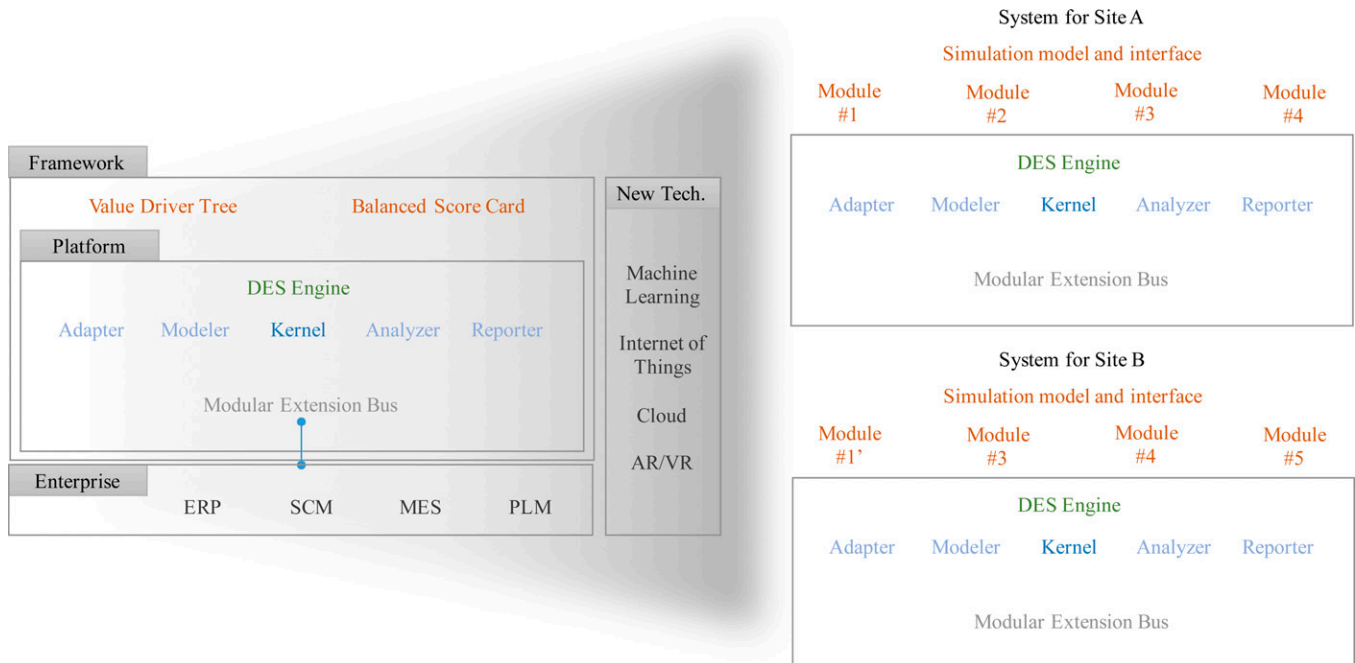 Framework
Value Driver Tree
Balanced Score Card
Platform
DES Engine
Adapter
Modeler
Kernel
Analyzer
Reporter
Modular Extension Bus
Enterprise
ERP
SCM
MES
PLM
New Tech.
Machine
Learning
Internet of
Things
Cloud
AR/VR
System for Site A
Simulation model and interface
Module
#1
Module
#2
Module
#3
Module
#4
DES Engine
Adapter
Modeler
Kernel
Analyzer
Reporter
Modular Extension Bus
System for Site B
Simulation model and interface
Module
#1’
Module
#3
Module
#4
Module
#5
DES Engine
Adapter
Modeler
Kernel
Analyzer
Reporter
Modular Extension Bus